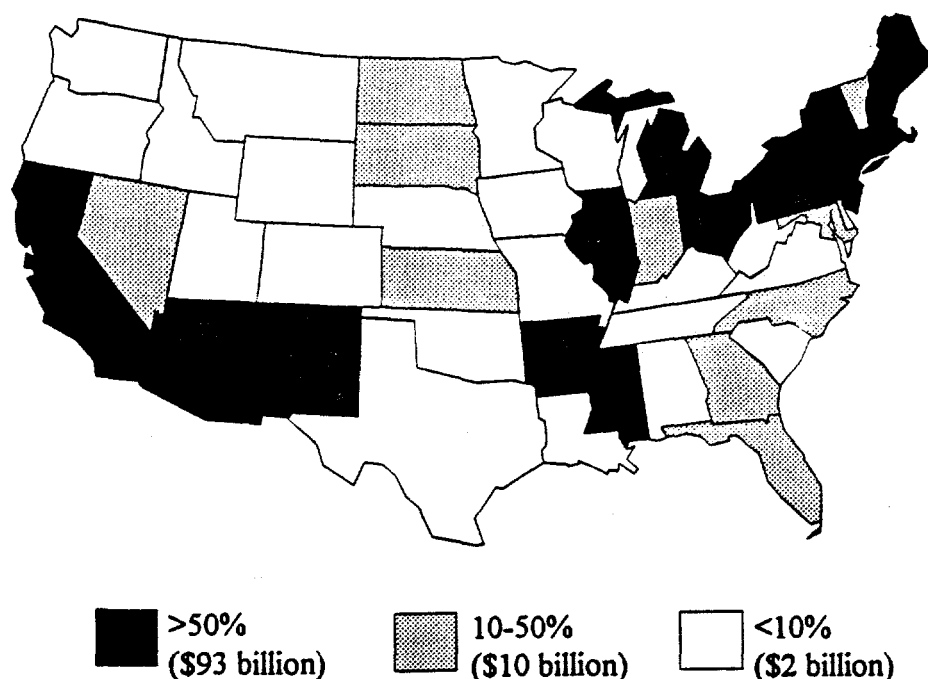 >50%
($93 billion)
10-50%
($10 billion)
<10%
($2 billion)